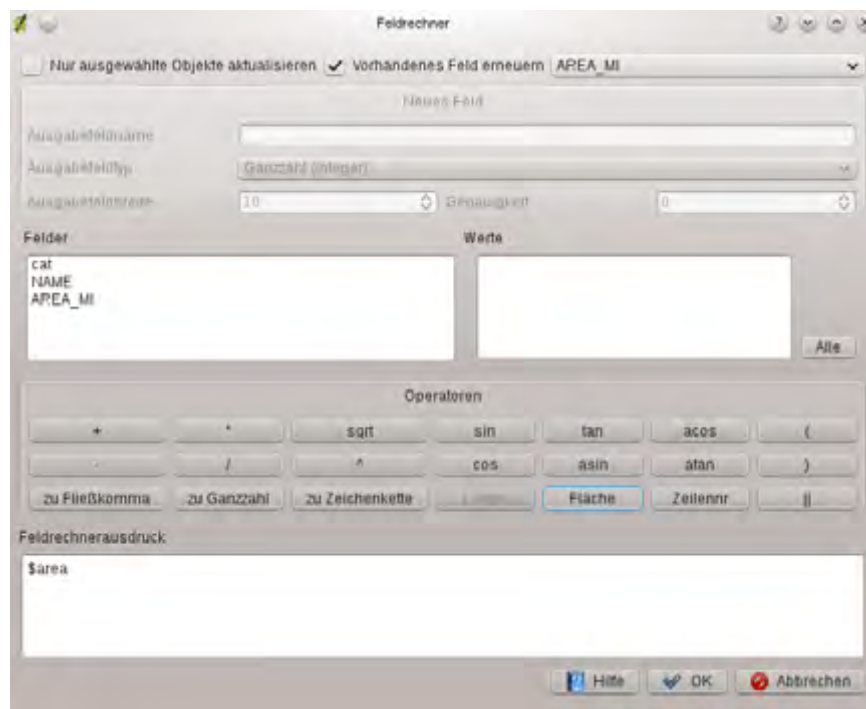 Feldrechner
Nur ausgewählte Objekte aktualisieren Vorhandenes Feld erneuern AREA_MI
Neues Feld
Ausgabefeldname
Ausgabefeldtyp Ganzzahl (integer)
Ausgabefeldbreite 10 Genauigkeit 0
Felder Werte
cat
NAME
AREA_MI
Alle
Operatoren
+ * sqrt sin tan acos (
- / ^ cos asin atan )
zu Fließkomma zu Ganzzahl zu Zeichenkette Länge Fläche Zeilennr ||
Feldrechnerausdruck
$area
Hilfe OK Abbrechen